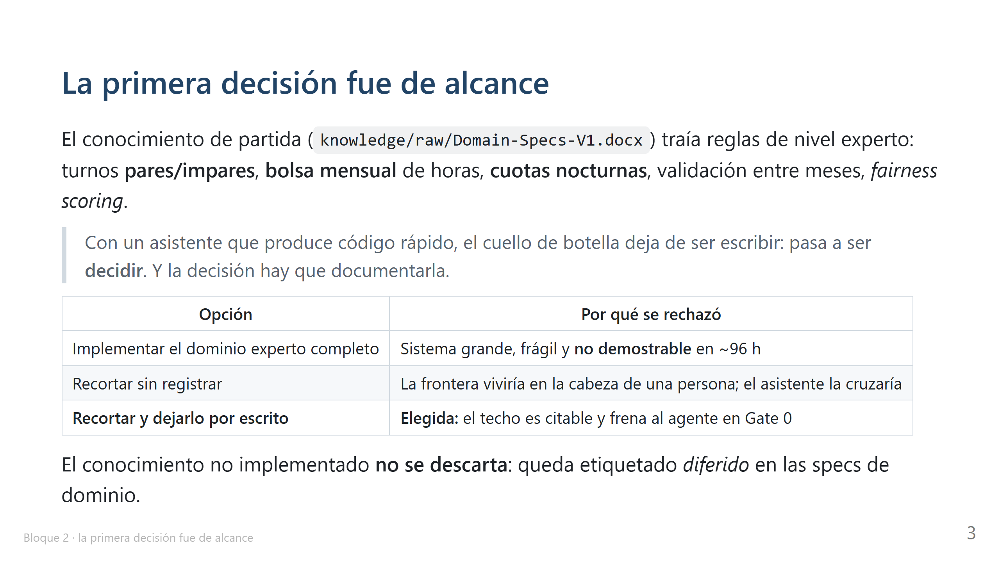 La primera decisión fue de alcance
El conocimiento de partida (knowledge/raw/Domain-Specs-V1.docx) traía reglas de nivel experto:
turnos pares/impares, bolsa mensual de horas, cuotas nocturnas, validación entre meses, fairness
scoring.
Con un asistente que produce código rápido, el cuello de botella deja de ser escribir: pasa a ser
decidir. Y la decisión hay que documentarla.
Opción Por qué se rechazó
Implementar el dominio experto completo Sistema grande, frágil y no demostrable en ~96 h
Recortar sin registrar La frontera viviría en la cabeza de una persona; el asistente la cruzaría
Recortar y dejarlo por escrito Elegida: el techo es citable y frena al agente en Gate 0
El conocimiento no implementado no se descarta: queda etiquetado diferido en las specs de
dominio.
Bloque 2 · la primera decisión fue de alcance
3